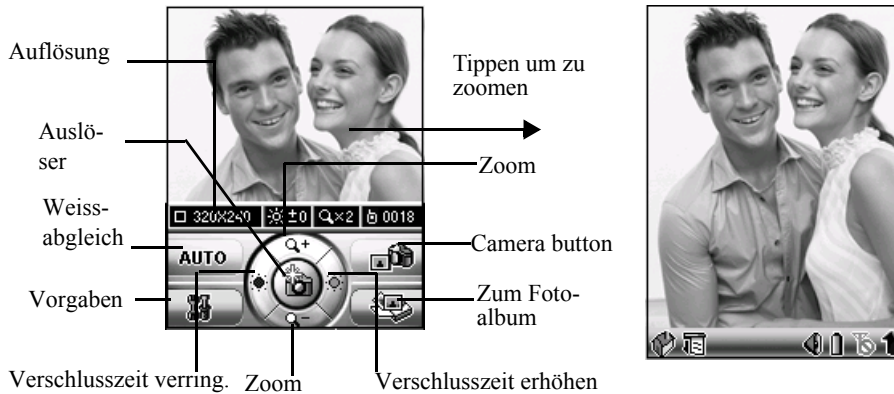 Auflösung
Tippen um zu
zoomen
Auslö-
ser
Zoom
Weiss-
abgleich
320X240 ±0 ×2 0018
AUTO
Camera button
Vorgaben
Zum Foto-
album
Verschlusszeit verring.
Zoom
Verschlusszeit erhöhen